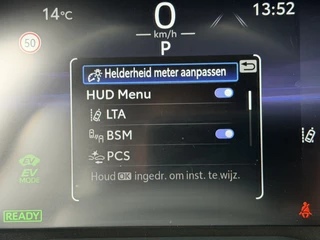 14°C
0
13:52
50
km/h
P
Helderheid meter aanpassen
HUD Menu
LTA
BSM
PCS
EV
MODE
Houd OK ingedr. om inst. te wijz.
READY